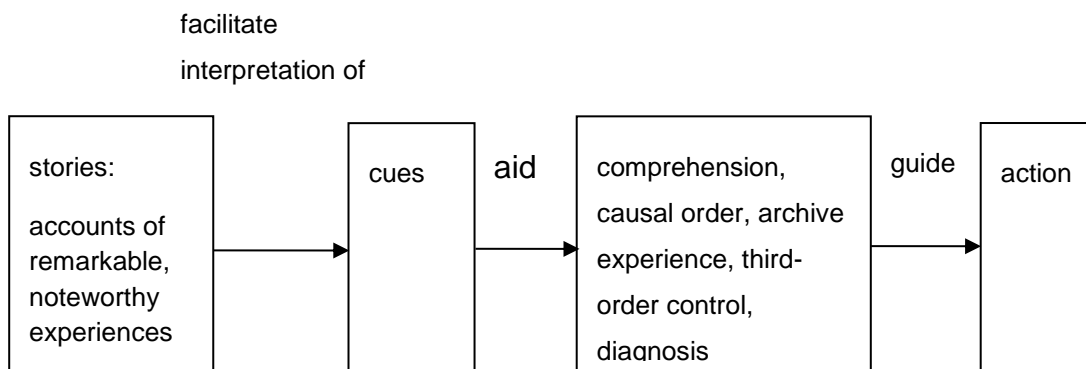 facilitate
interpretation of
stories:
accounts of
remarkable,
noteworthy
experiences
cues
aid
comprehension,
causal order, archive
experience, third-
order control,
diagnosis
guide
action